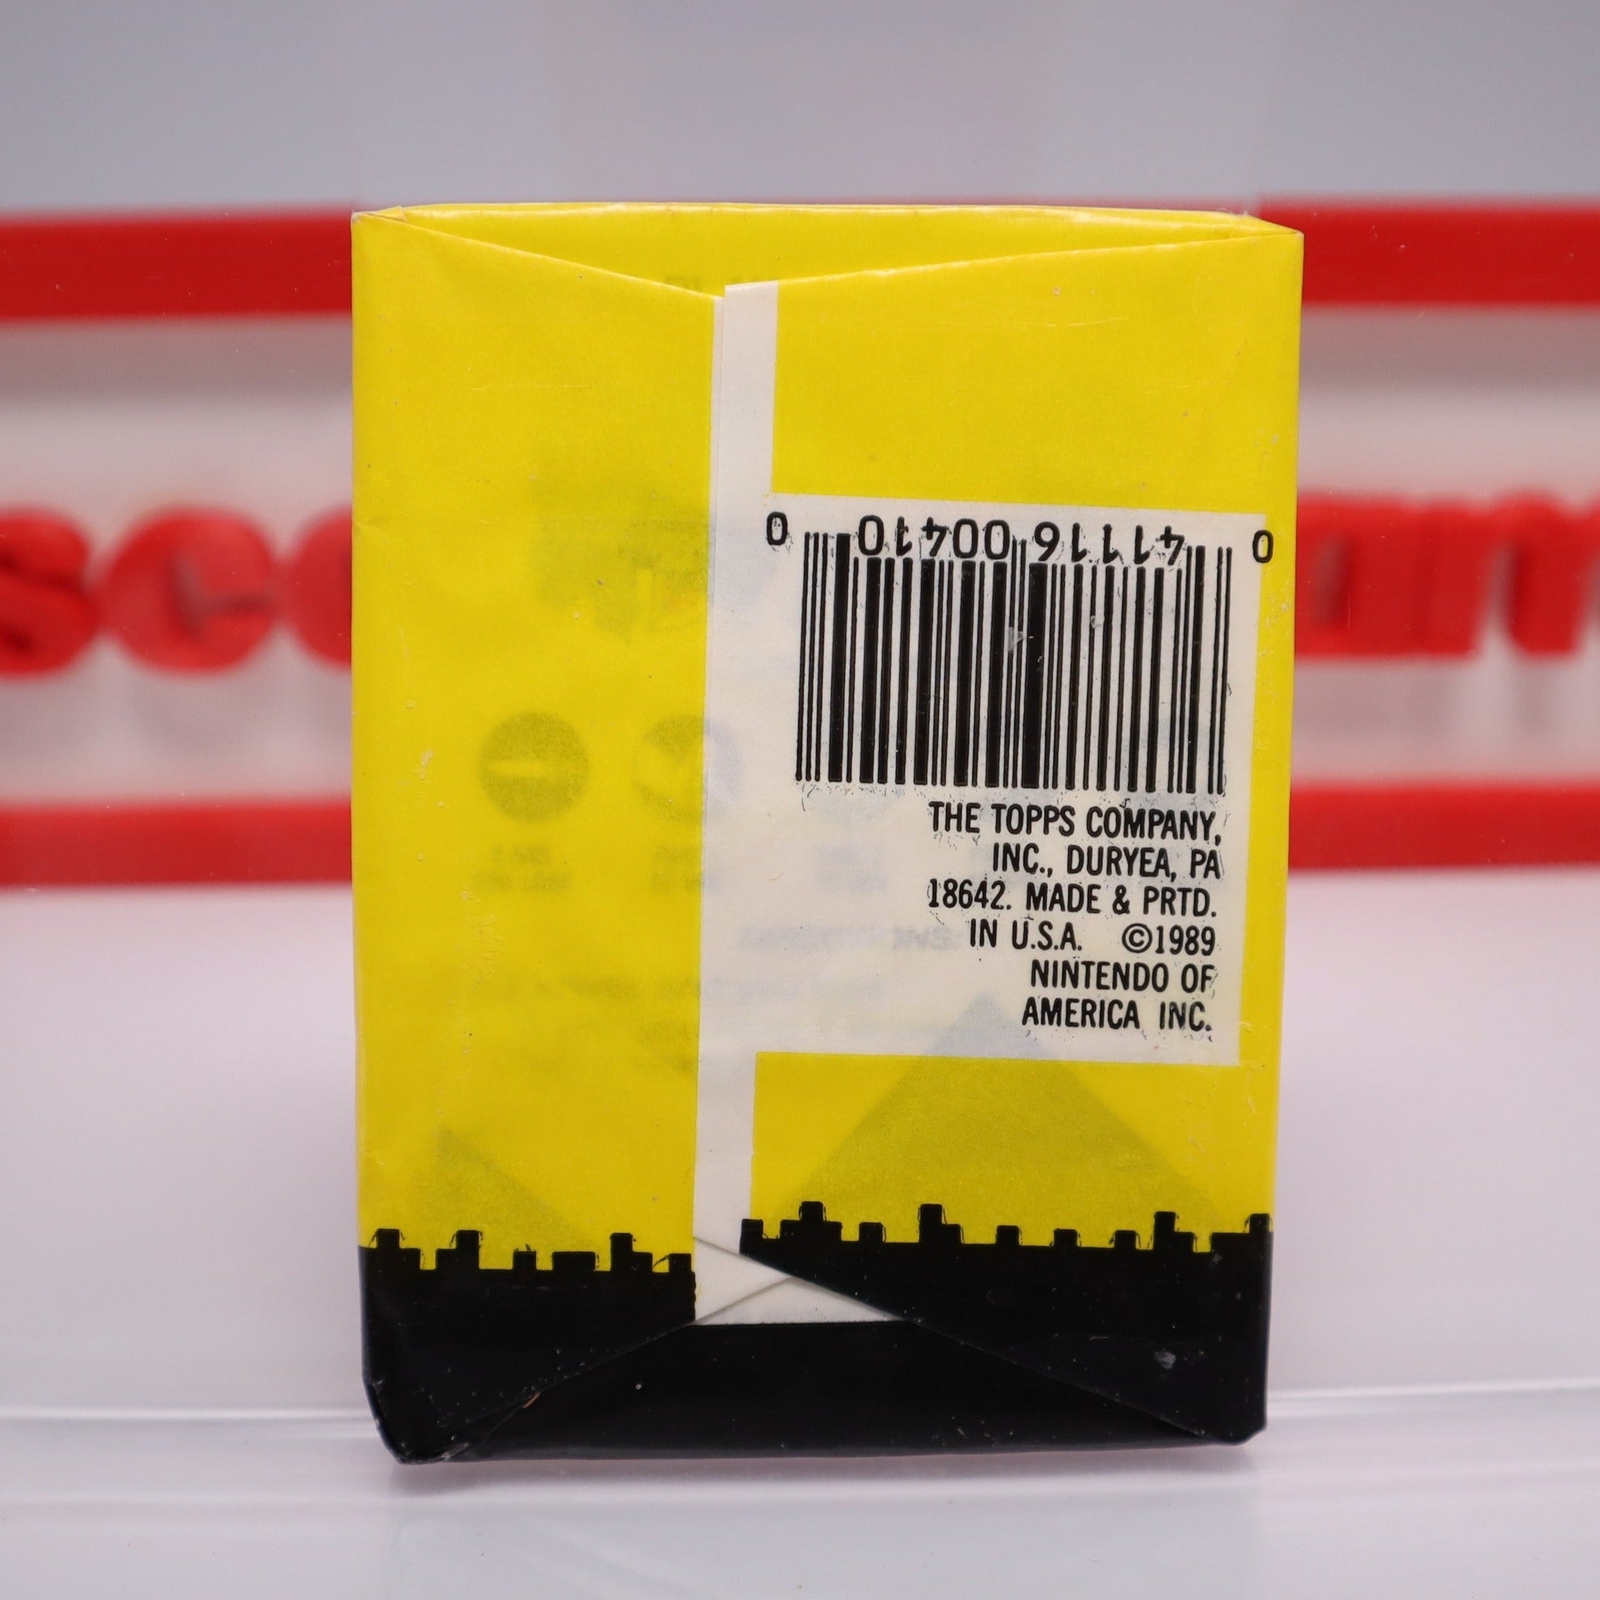 0 41116 00410 0
THE TOPPS COMPANY,
INC., DURYEA, PA
18642. MADE & PRTD.
IN U.S.A. ©1989
NINTENDO OF
AMERICA INC.